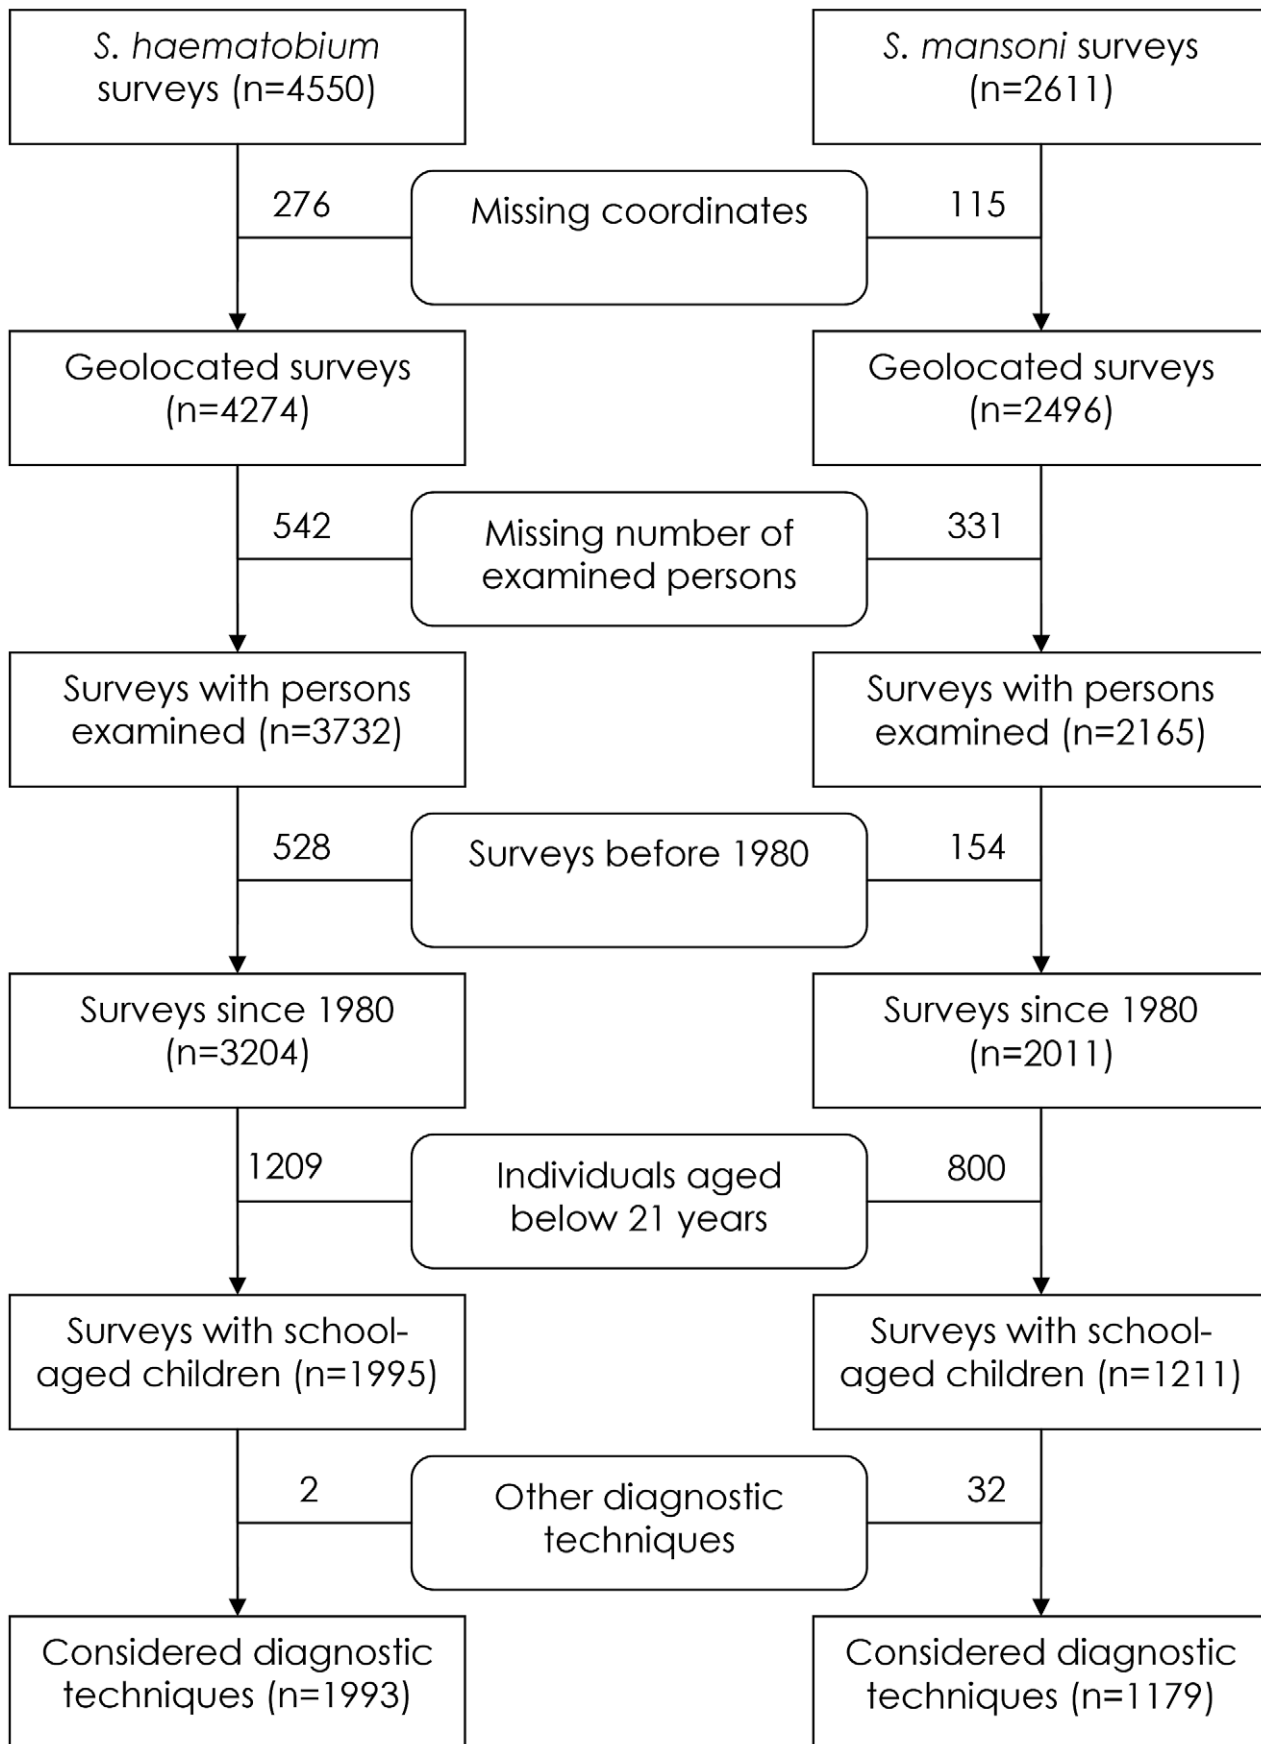 S. haematobium
surveys (n=4550)
S. mansoni surveys
(n=2611)
276
Missing coordinates
115
Geolocated surveys
(n=4274)
Geolocated surveys
(n=2496)
542
Missing number of
examined persons
331
Surveys with persons
examined (n=3732)
Surveys with persons
examined (n=2165)
528
Surveys before 1980
154
Surveys since 1980
(n=3204)
Surveys since 1980
(n=2011)
1209
Individuals aged
below 21 years
800
Surveys with school-
aged children (n=1995)
Surveys with school-
aged children (n=1211)
2
Other diagnostic
techniques
32
Considered diagnostic
techniques (n=1993)
Considered diagnostic
techniques (n=1179)